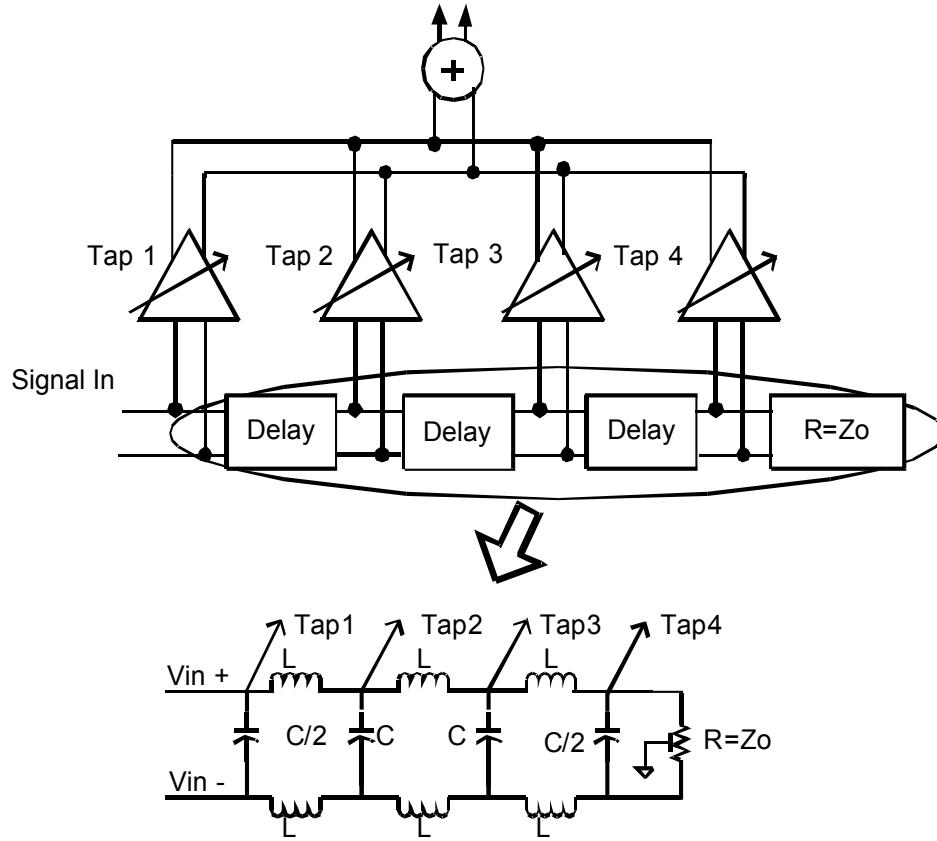 +
Tap 1
Tap 2
Tap 3
Tap 4
Signal In
Delay
Delay
Delay
R=Zo
Tap1
Tap2
Tap3
Tap4
L
L
L
Vin +
C/2
C
C
C/2
R=Zo
Vin -
L
L
L